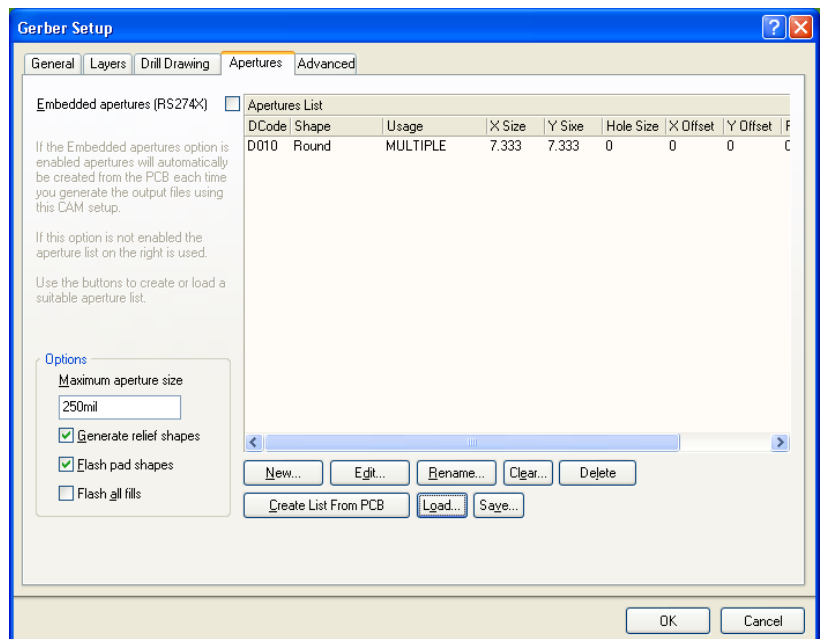 Gerber Setup
General Layers Drill Drawing Apertures Advanced
Embedded apertures (RS274X)
If the Embedded apertures option is
enabled apertures will automatically
be created from the PCB each time
you generate the output files using
this CAM setup.
If this option is not enabled the
aperture list on the right is used.
Use the buttons to create or load a
suitable aperture list.
Options
Maximum aperture size
250mil
Generate relief shapes
Flash pad shapes
Flash all fills
Apertures List
DCode Shape Usage X Size Y Sixe Hole Size X Offset Y Offset
D010 Round MULTIPLE 7.333 7.333 0 0 0
New... Edit... Rename... Clear... Delete
Create List From PCB Load... Save...
OK Cancel